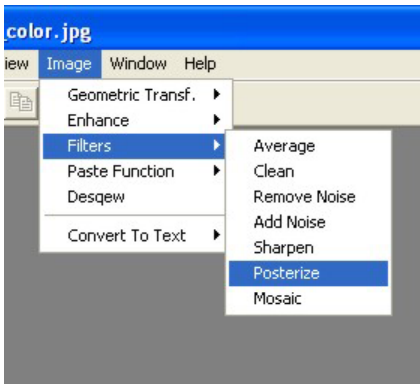 _color.jpg
iew Image Window Help
Geometric Transf.
Enhance
Filters
Paste Function
Desqew
Convert To Text
Average
Clean
Remove Noise
Add Noise
Sharpen
Posterize
Mosaic